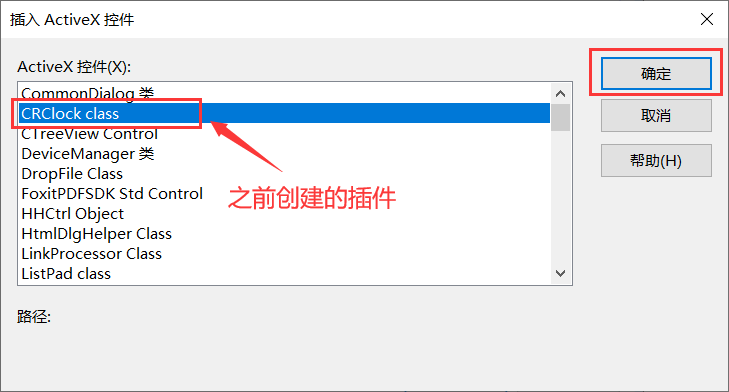 插入 ActiveX 控件
ActiveX 控件(X):
CommonDialog 类
CRClock class
CTreeView Control
DeviceManager 类
DropFile Class
FoxitPDFSDK Std Control
HHCtrl Object
HtmlDlgHelper Class
LinkProcessor Class
ListPad class
之前创建的插件
确定
取消
帮助(H)
路径: